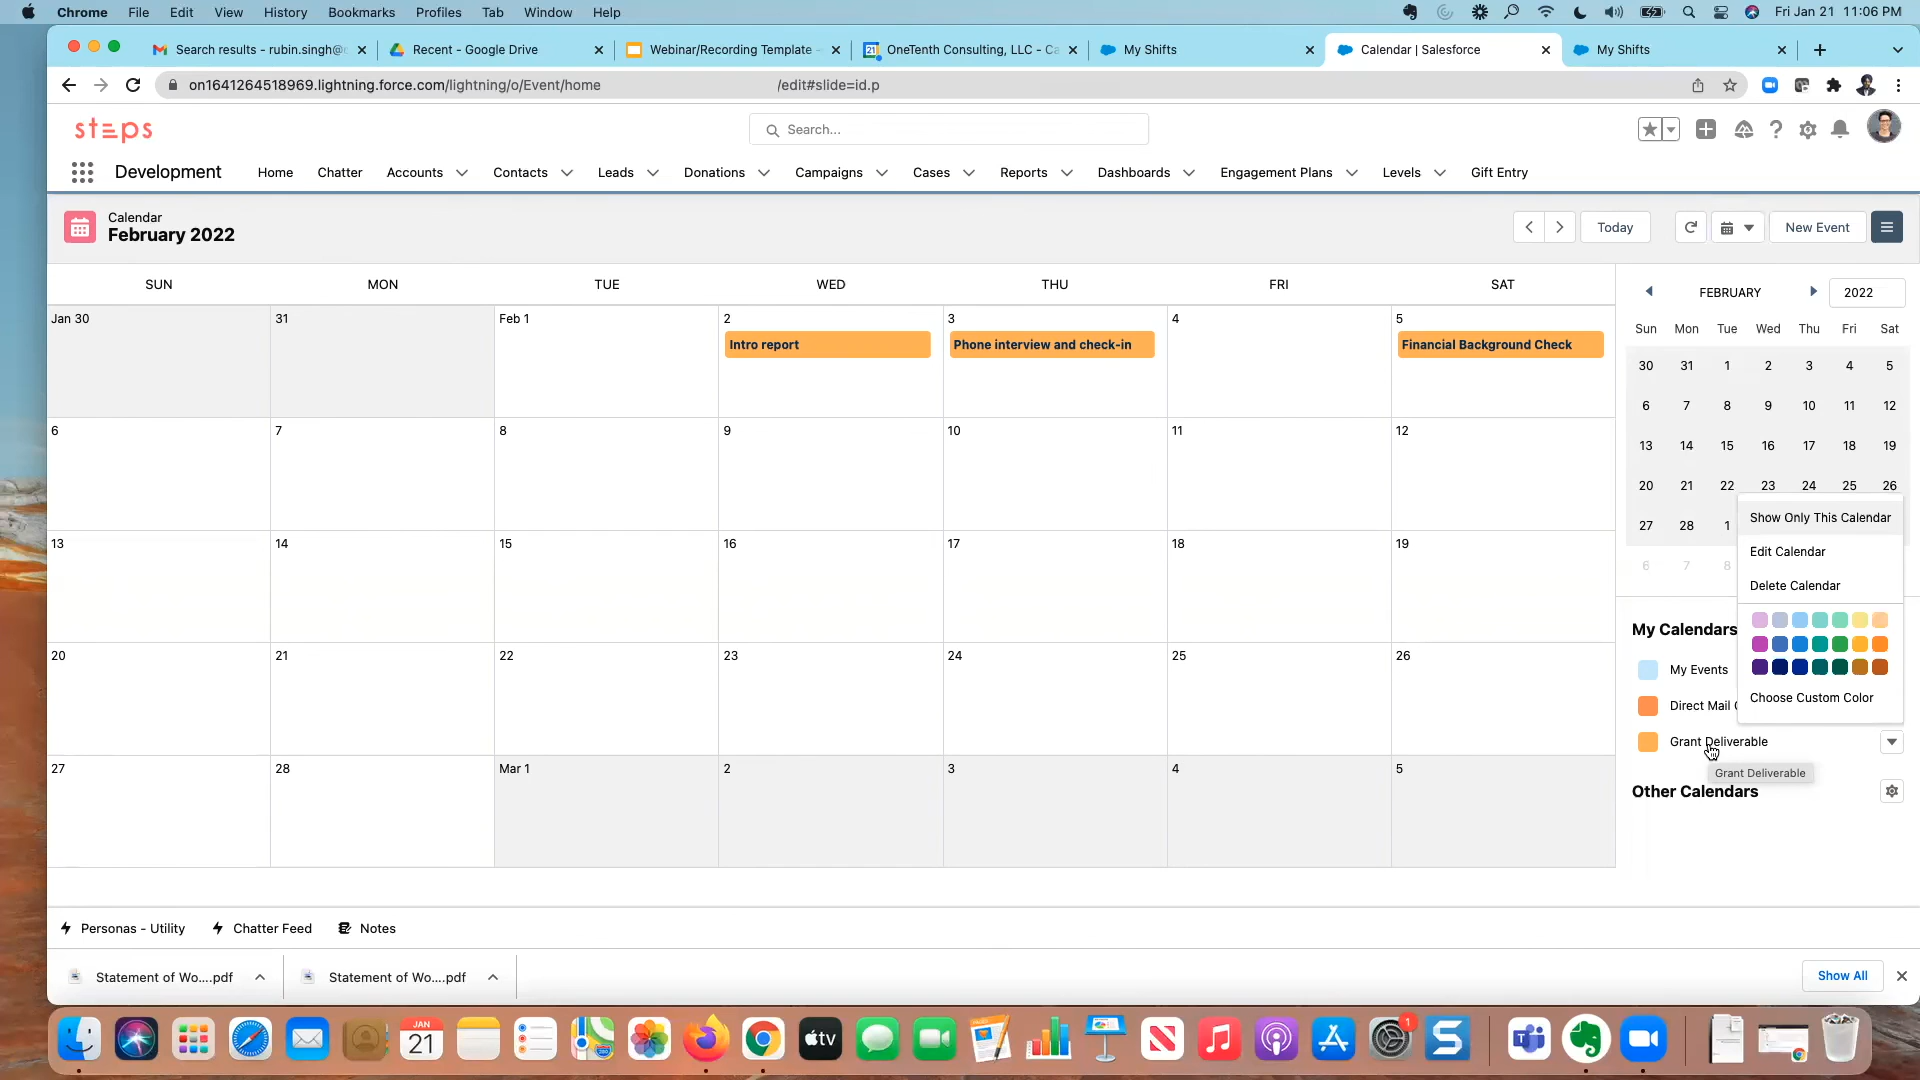 Chrome File Edit View History Bookmarks Profiles Tab Window Help Fri Jan 21 11:06 PM
Search results - rubin.singh@ Recent - Google Drive Webinar/Recording Template - OneTenth Consulting, LLC - Ca My Shifts Calendar | Salesforce My Shifts
on1641264518969.lightning.force.com/lightning/o/Event/home /edit#slide=id.p
steps Search...
Development Home Chatter Accounts Contacts Leads Donations Campaigns Cases Reports Dashboards Engagement Plans Levels Gift Entry
Calendar
February 2022
Today New Event
SUN MON TUE WED THU FRI SAT
Jan 30 31 Feb 1 2 3 4 5
Intro report Phone interview and check-in Financial Background Check
6 7 8 9 10 11 12
13 14 15 16 17 18 19
20 21 22 23 24 25 26
27 28 Mar 1 2 3 4 5
FEBRUARY 2022
Sun Mon Tue Wed Thu Fri Sat
30 31 1 2 3 4 5
6 7 8 9 10 11 12
13 14 15 16 17 18 19
20 21 22 23 24 25 26
27 28 1
6 7 8
Show Only This Calendar
Edit Calendar
Delete Calendar
Choose Custom Color
My Calendars
My Events
Direct Mail
Grant Deliverable
Grant Deliverable
Other Calendars
Personas - Utility Chatter Feed Notes
Statement of Wo....pdf Statement of Wo....pdf Show All
JAN
21
tv
1